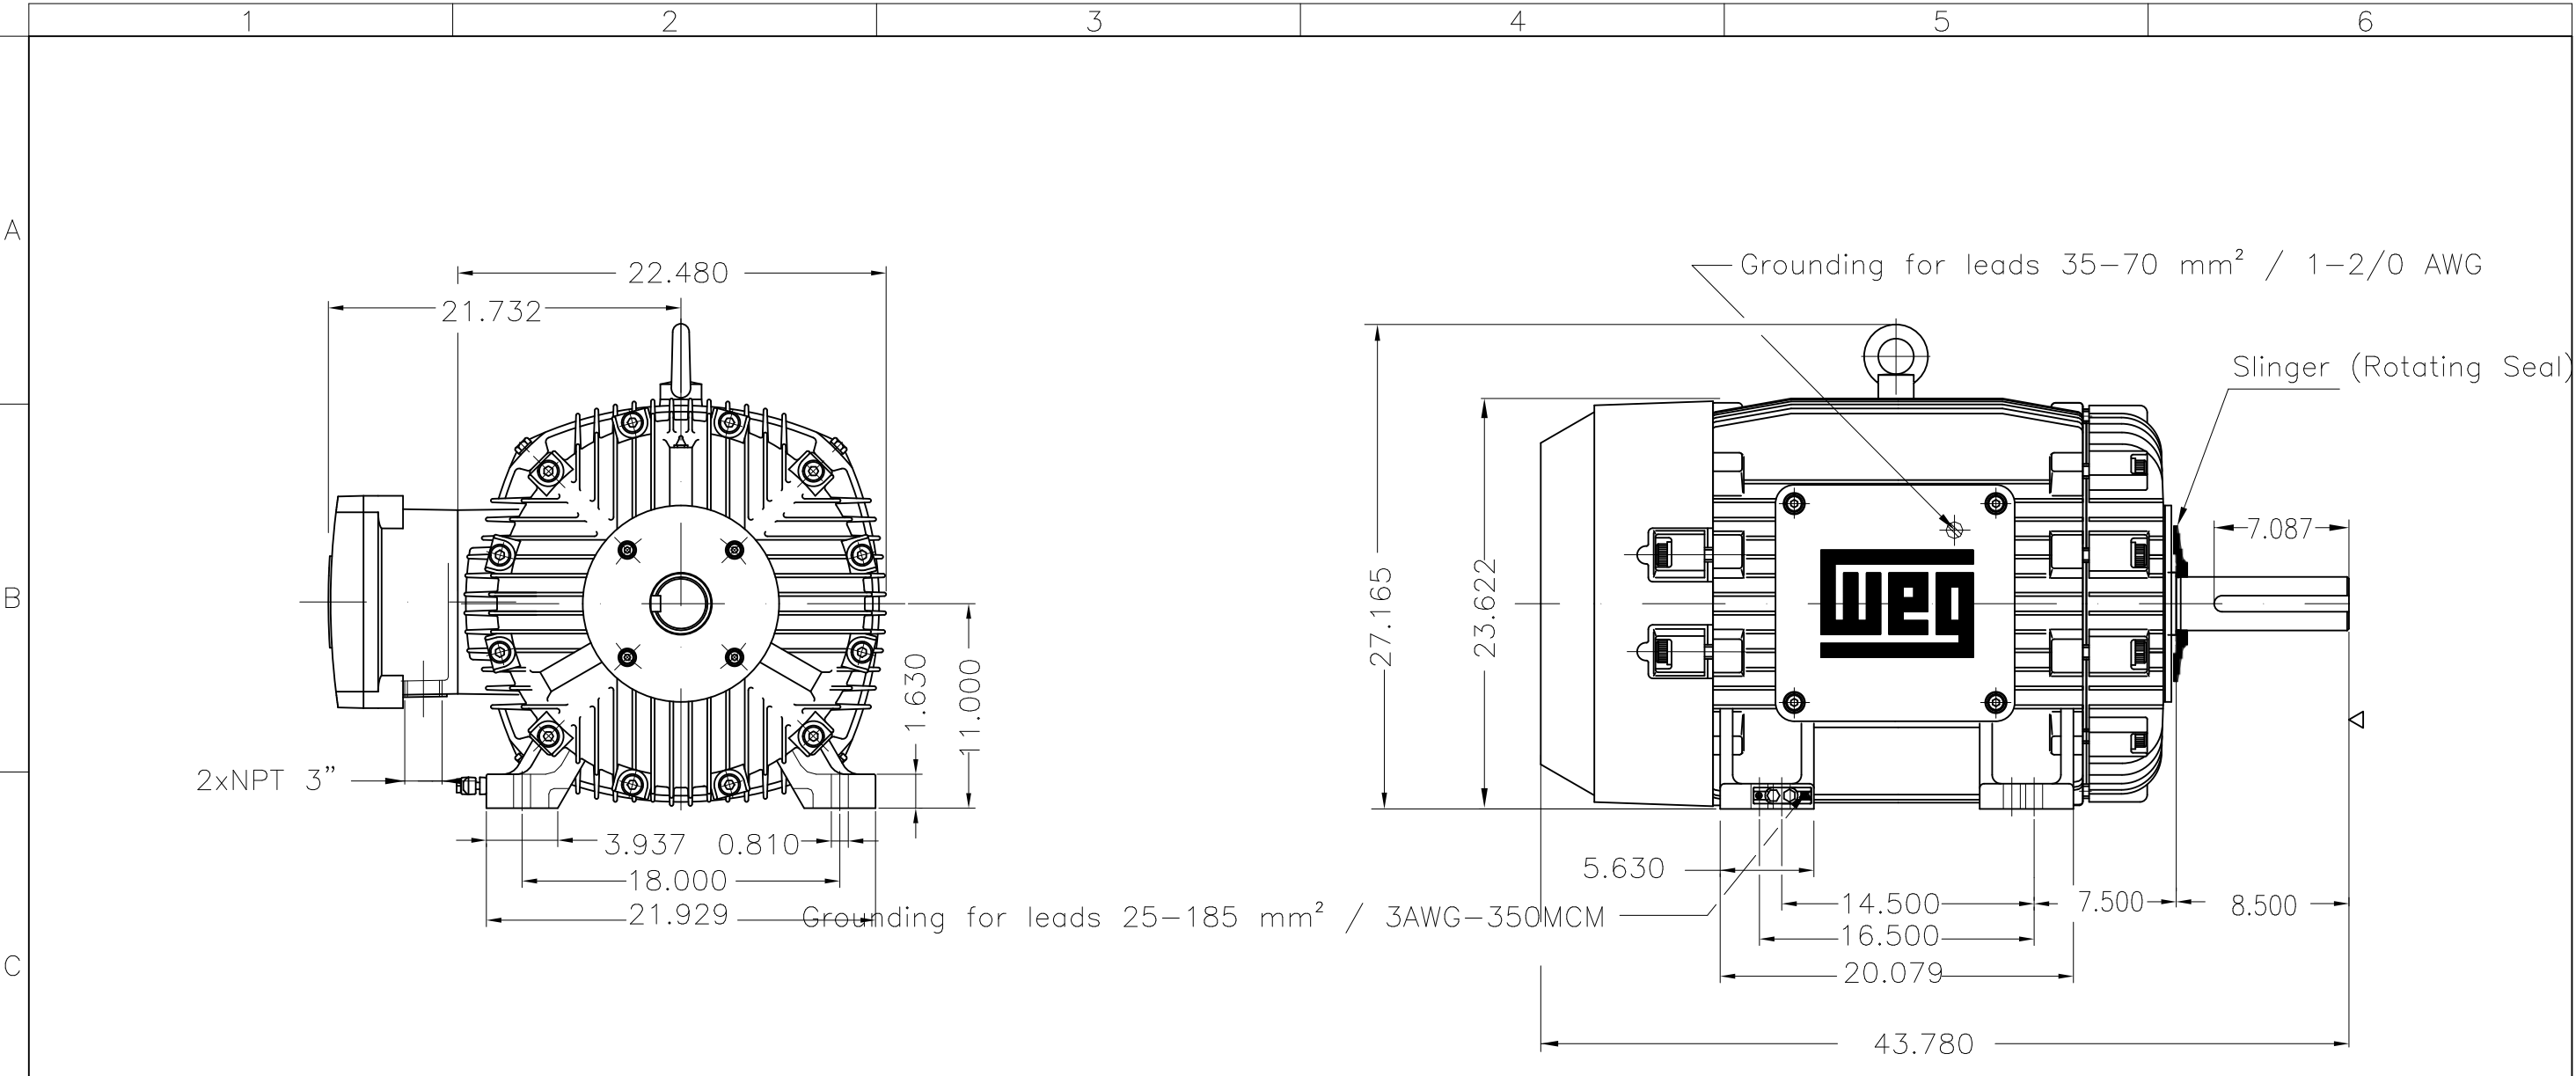 1 2 3 4 5 6
A
B
C
22.480
21.732
1.630
11.000
2xNPT 3"
3.937 0.810
18.000
21.929
Grounding for leads 35-70 mm² / 1-2/0 AWG
Slinger (Rotating Seal)
27.165
23.622
7.087
weg
5.630
Grounding for leads 25-185 mm² / 3AWG-350MCM
14.500 7.500 8.500
16.500
20.079
43.780